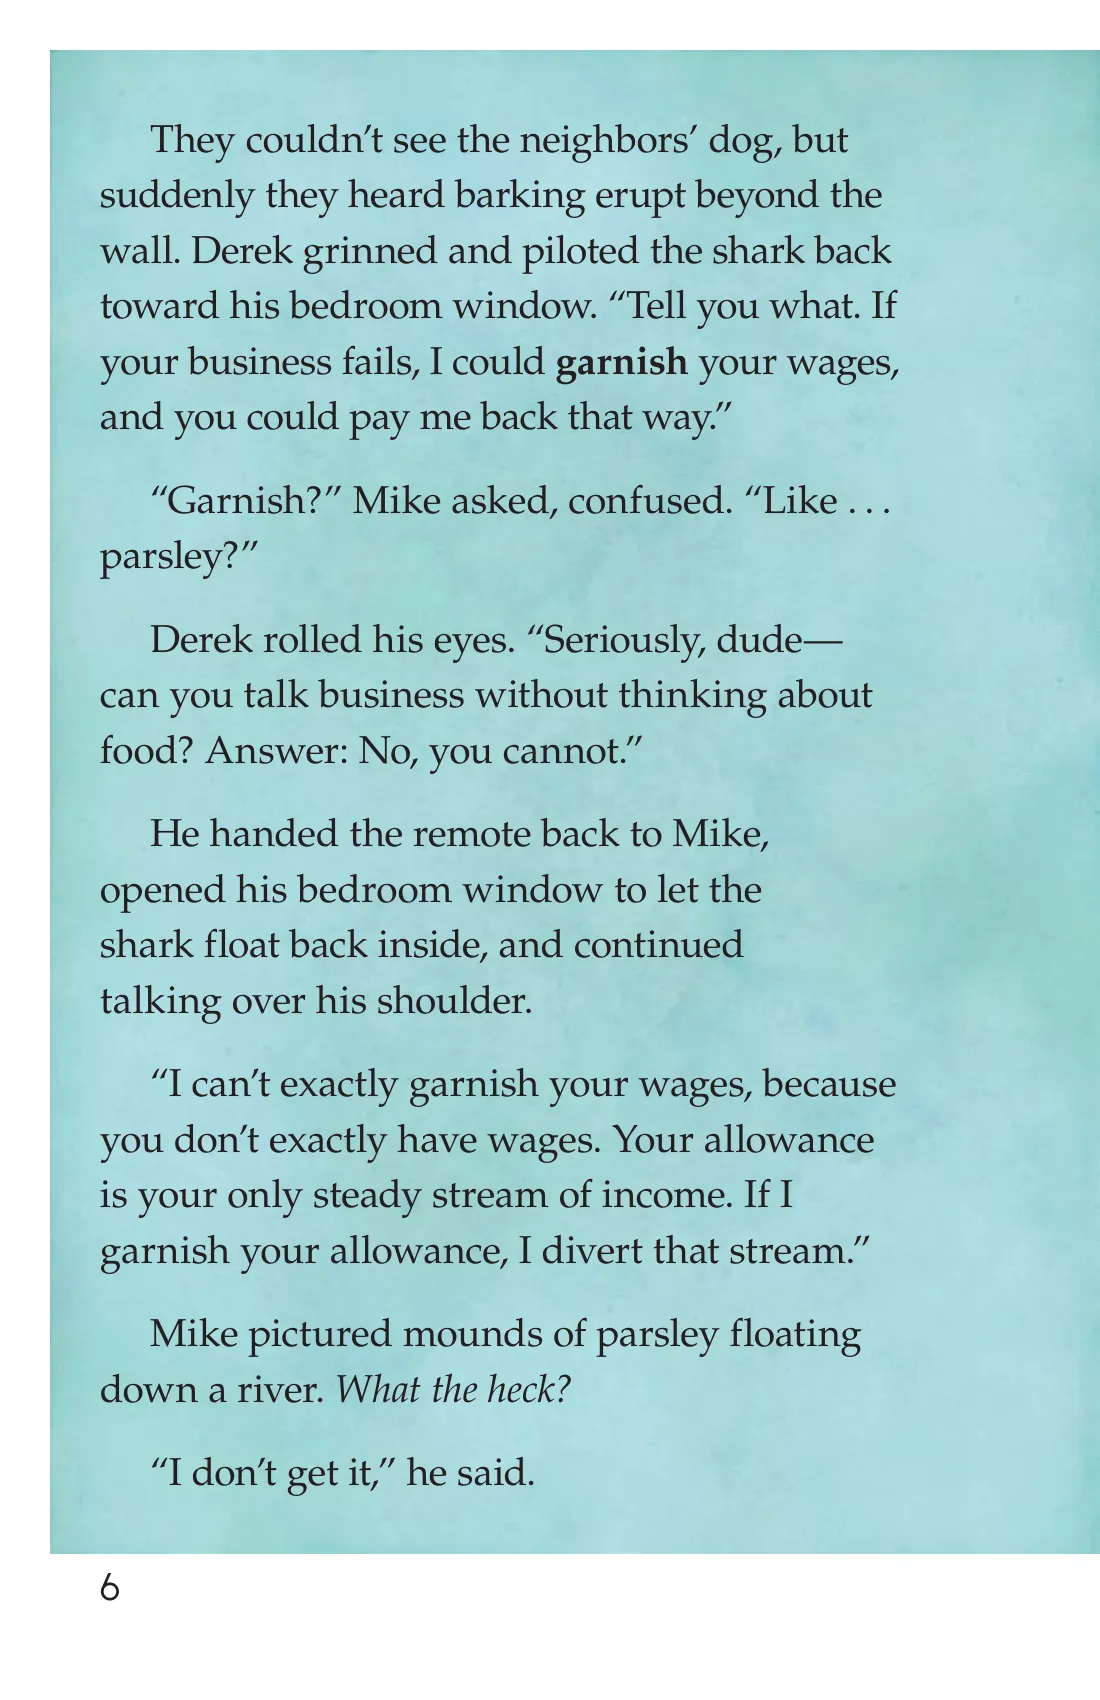 They couldn’t see the neighbors’ dog, but
suddenly they heard barking erupt beyond the
wall. Derek grinned and piloted the shark back
toward his bedroom window. “Tell you what. If
your business fails, I could garnish your wages,
and you could pay me back that way.”
“Garnish?” Mike asked, confused. “Like . . .
parsley?”
Derek rolled his eyes. “Seriously, dude—
can you talk business without thinking about
food? Answer: No, you cannot.”
He handed the remote back to Mike,
opened his bedroom window to let the
shark float back inside, and continued
talking over his shoulder.
“I can’t exactly garnish your wages, because
you don’t exactly have wages. Your allowance
is your only steady stream of income. If I
garnish your allowance, I divert that stream.”
Mike pictured mounds of parsley floating
down a river. What the heck?
“I don’t get it,” he said.
6